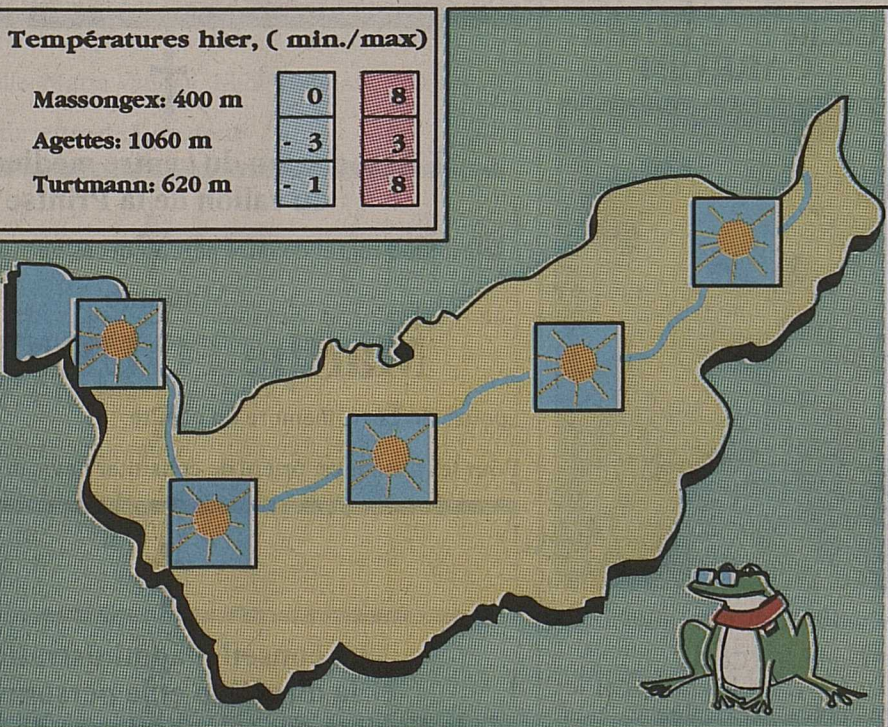 Températures hier, ( min./max)
Massongex: 400 m 0 8
Agettes: 1060 m - 3 3
Turtmann: 620 m - 1 8